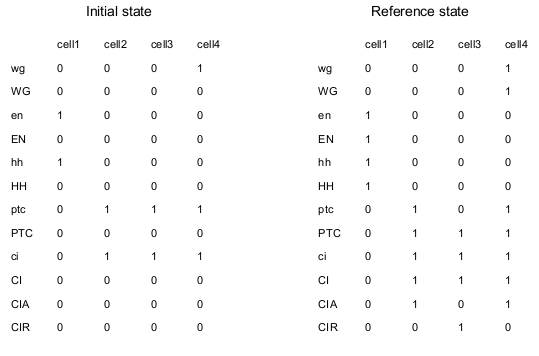 Initial state Reference state
cell1 cell2 cell3 cell4 cell1 cell2 cell3 cell4
wg 0 0 0 1 wg 0 0 0 1
WG 0 0 0 0 WG 0 0 0 1
en 1 0 0 0 en 1 0 0 0
EN 0 0 0 0 EN 1 0 0 0
hh 1 0 0 0 hh 1 0 0 0
HH 0 0 0 0 HH 1 0 0 0
ptc 0 1 1 1 ptc 0 1 0 1
PTC 0 0 0 0 PTC 0 1 1 1
ci 0 1 1 1 ci 0 1 1 1
CI 0 0 0 0 CI 0 1 1 1
CIA 0 0 0 0 CIA 0 1 0 1
CIR 0 0 0 0 CIR 0 0 1 0